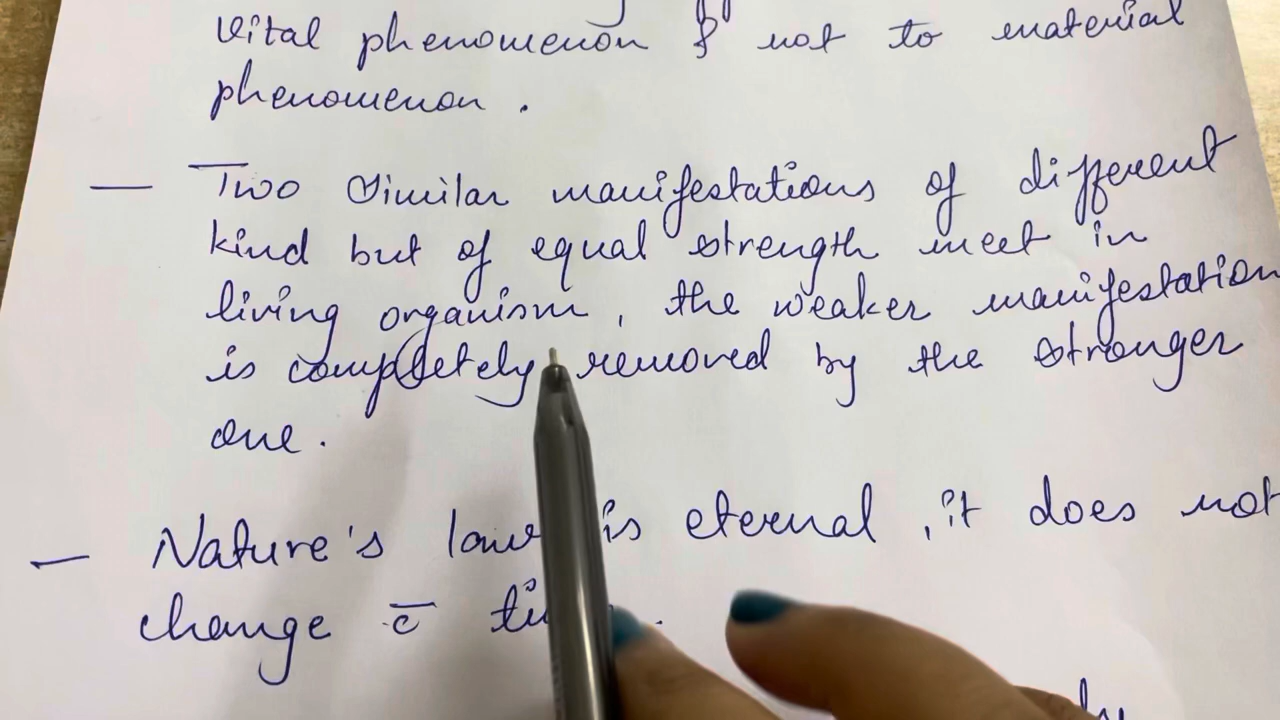 vital phenomenon & not to material
phenomenon.
— Two similar manifestations of different
kind but of equal strength meet in
living organism, the weaker manifestation
is completely removed by the stronger
one.
— Nature's law is eternal, it does not
change c̄